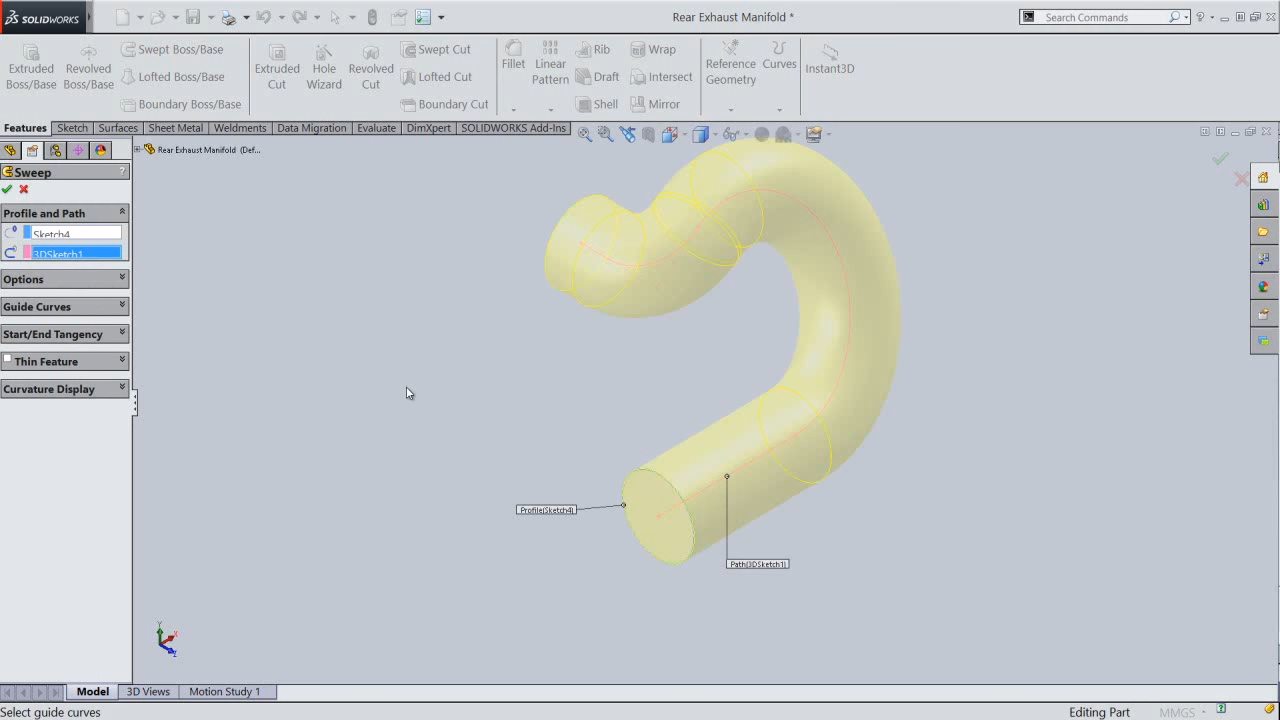 SOLIDWORKS
Rear Exhaust Manifold *
Search Commands
Extruded Boss/Base
Revolved Boss/Base
Swept Boss/Base
Lofted Boss/Base
Boundary Boss/Base
Extruded Cut
Hole Wizard
Revolved Cut
Swept Cut
Lofted Cut
Boundary Cut
Fillet
Linear Pattern
Rib
Draft
Shell
Wrap
Intersect
Mirror
Reference Geometry
Curves
Instant3D
Features Sketch Surfaces Sheet Metal Weldments Data Migration Evaluate DimXpert SOLIDWORKS Add-Ins
Rear Exhaust Manifold (Def...
Sweep ?
Profile and Path
Sketch4
3DSketch1
Options
Guide Curves
Start/End Tangency
Thin Feature
Curvature Display
Profile(Sketch4)
Path(3DSketch1)
Y
X
Z
Model 3D Views Motion Study 1
Select guide curves
Editing Part
MMGS